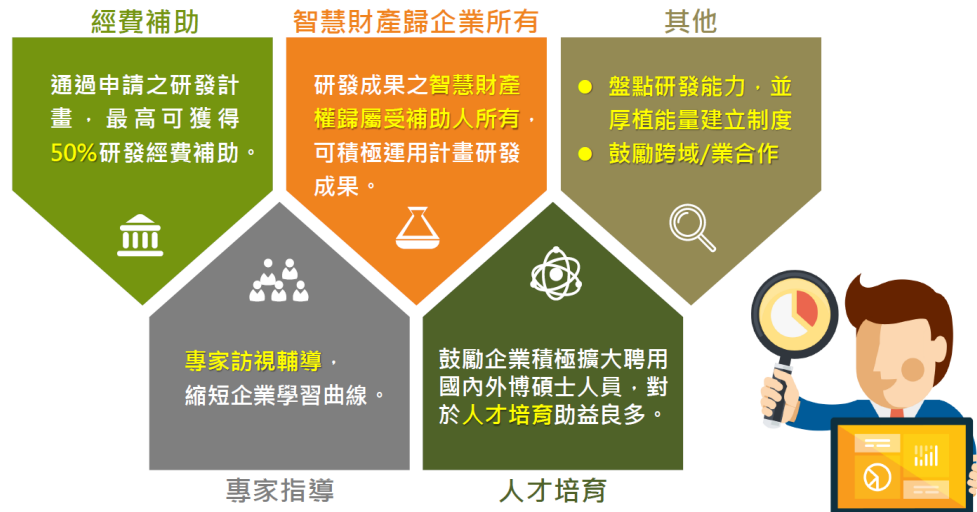 經費補助
通過申請之研發計
畫，最高可獲得
50%研發經費補助。
智慧財產歸企業所有
研發成果之智慧財產
權歸屬受補助人所有，
可積極運用計畫研發
成果。
其他
● 盤點研發能力，並
厚植能量建立制度
● 鼓勵跨域/業合作
專家訪視輔導，
縮短企業學習曲線。
專家指導
鼓勵企業積極擴大聘用
國內外博碩士人員，對
於人才培育助益良多。
人才培育